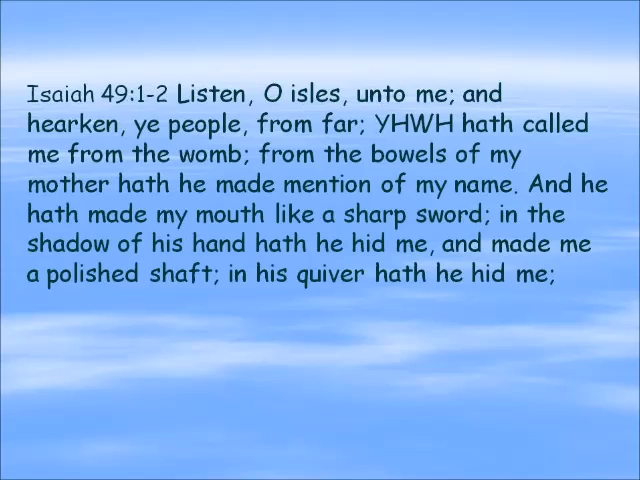 Isaiah 49:1-2 Listen, O isles, unto me; and
hearken, ye people, from far; YHWH hath called
me from the womb; from the bowels of my
mother hath he made mention of my name. And he
hath made my mouth like a sharp sword; in the
shadow of his hand hath he hid me, and made me
a polished shaft; in his quiver hath he hid me;